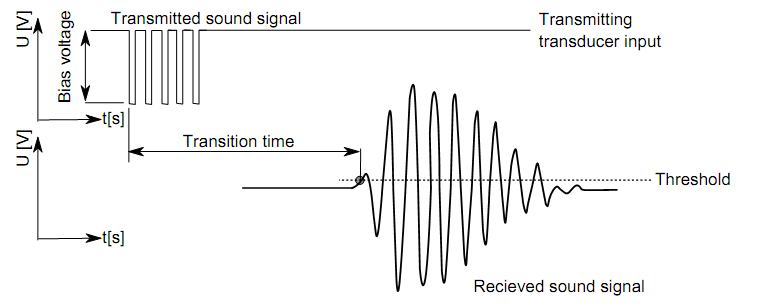 Transmitted sound signal
Transmitting
transducer input
U [V]
Bias voltage
t[s]
U [V]
Transition time
Threshold
t[s]
Recieved sound signal